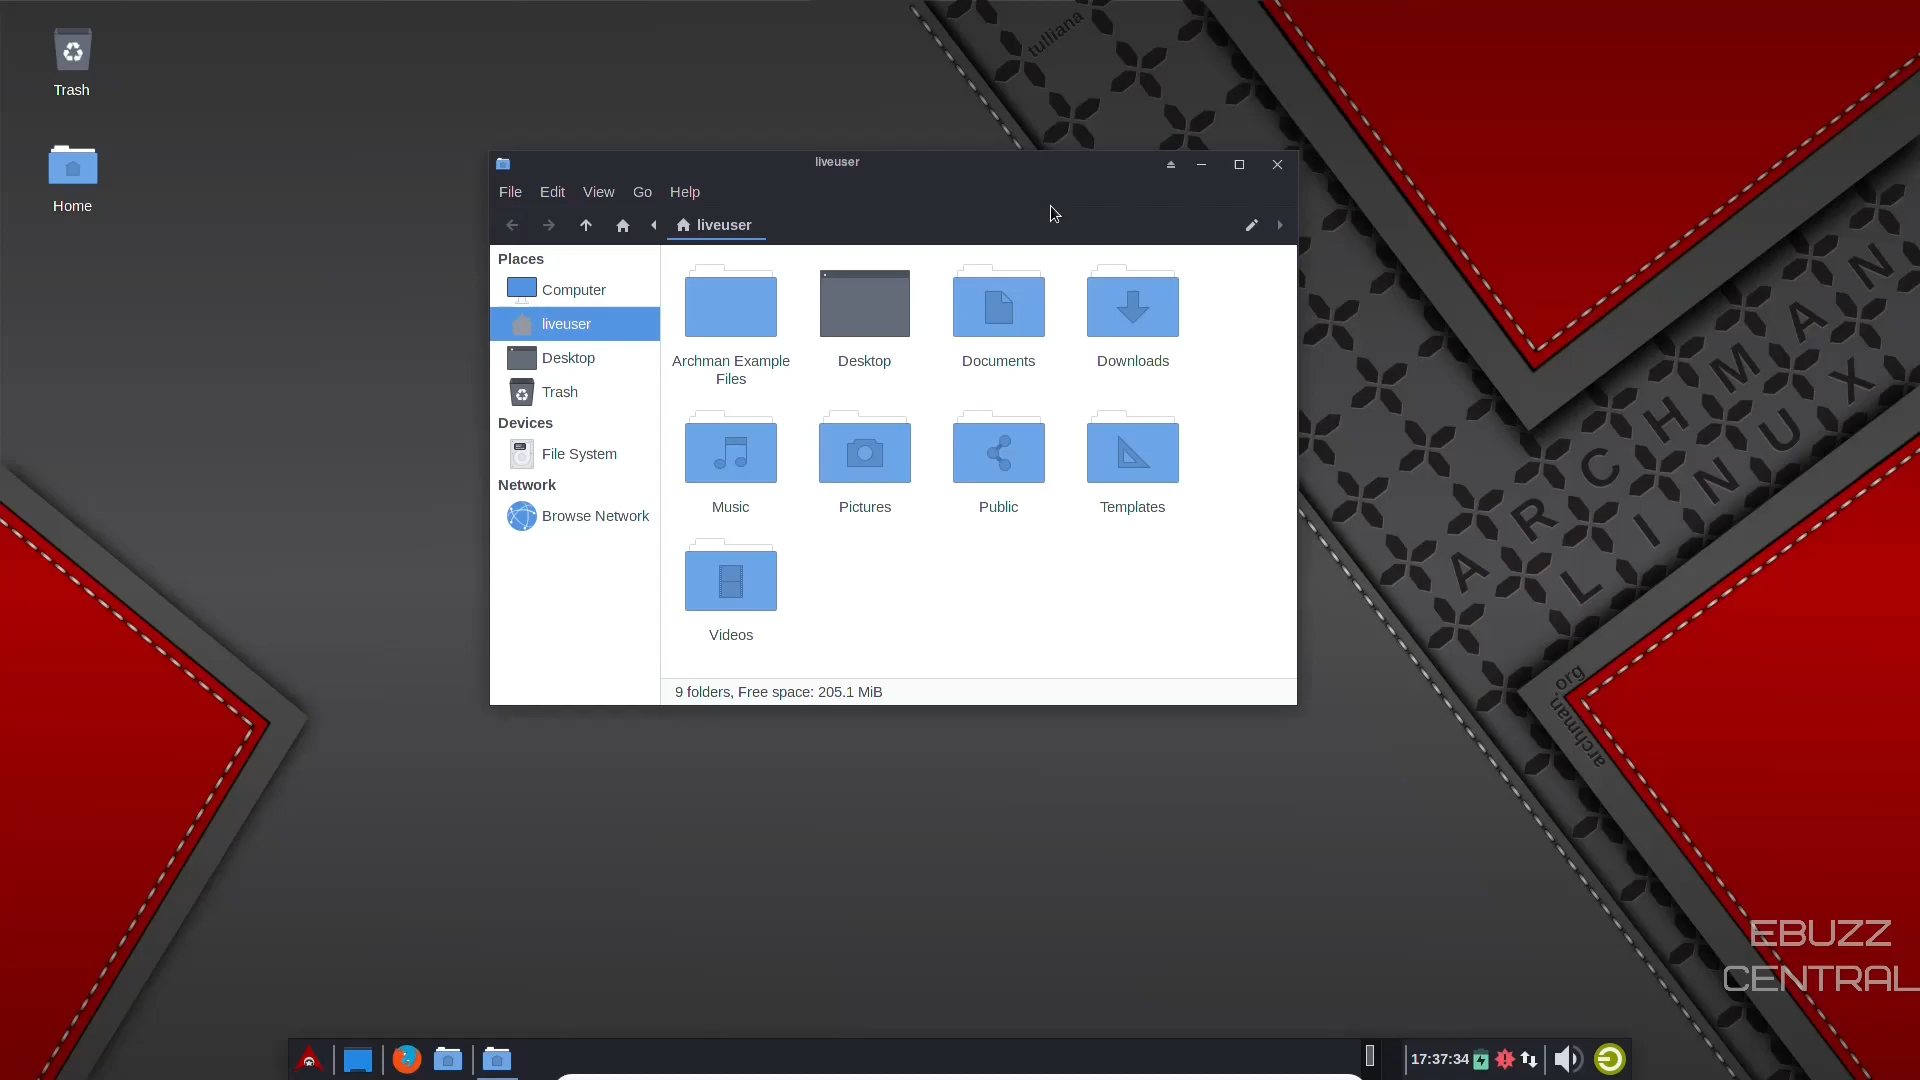 Trash
Home
tulliana
liveuser
File Edit View Go Help
liveuser
Places
Computer
liveuser
Desktop
Trash
Devices
File System
Network
Browse Network
Archman Example
Files
Desktop
Documents
Downloads
Music
Pictures
Public
Templates
Videos
9 folders, Free space: 205.1 MiB
ARCHMAN
LINUX
archman.org
EBUZZ
CENTRAL
17:37:34